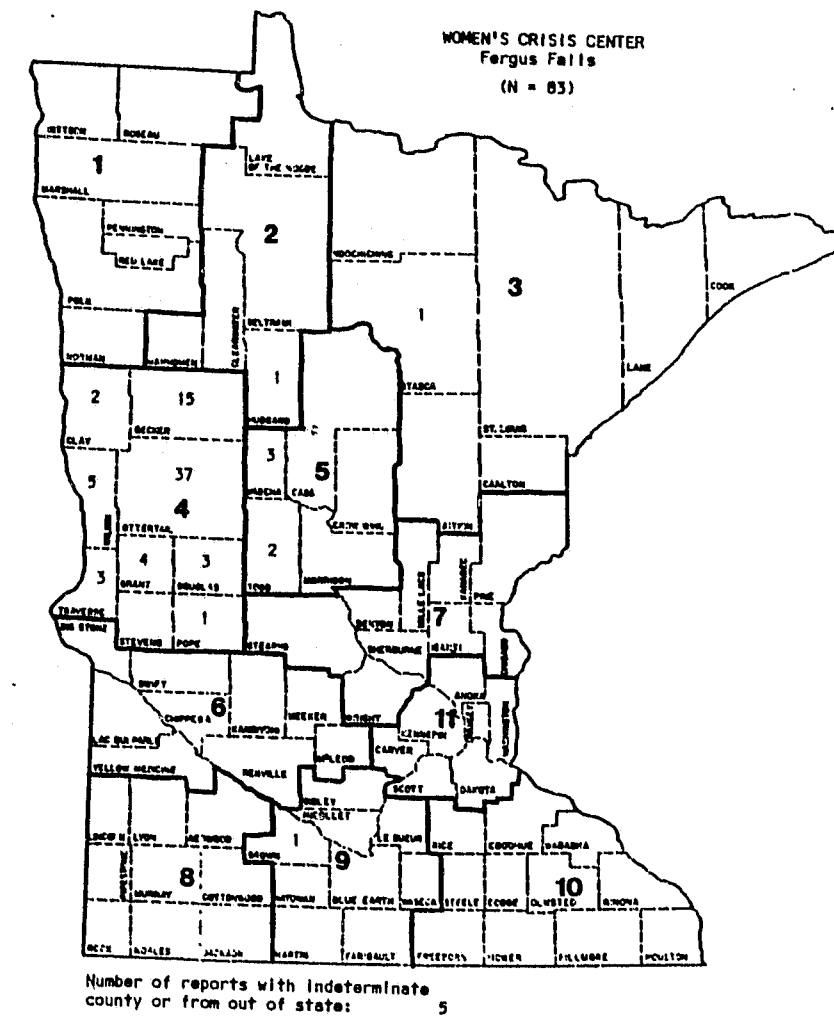 WOMEN'S CRISIS CENTER
Fergus Falls
(N = 83)
ROSEAU
LAKE
OF THE WOODS
1
MARSHALL
PENNINGTON
RED LAKE
2
KOOCHICHING
3
COOK
POLK
1
BELTRAMI
CLEARWATER
LAKE
NORMAN
MAHNOMEN
1
ITASCA
2
15
HUBBARD
ST. LOUIS
CLAY
BECKER
3
5
CARLTON
5
37
WADENA
CASS
4
WILKIN
OTTERTAIL
CROW WING
AITKIN
4
3
2
3
GRANT
DOUGLAS
TODD
MORRISON
MILLE LACS
KANABEC
PINE
TRAVERSE
1
7
BIG STONE
BENTON
STEVENS
POPE
STEARNS
SHERBURNE
ISANTI
CHISAGO
SWIFT
ANOKA
6
CHIPPEWA
MEEKER
WRIGHT
11
RAMSEY
WASHINGTON
KANDIYOHI
HENNEPIN
LAC QUI PARLE
MCLEOD
CARVER
YELLOW MEDICINE
RENVILLE
SCOTT
DAKOTA
SIBLEY
NICOLLET
LE SUEUR
LINCOLN
LYON
REDWOOD
1
RICE
GOODHUE
WABASHA
BROWN
9
PIPESTONE
8
10
MURRAY
COTTONWOOD
WATONWAN
BLUE EARTH
WASECA
STEELE
DODGE
OLMSTED
WINONA
ROCK
NOBLES
JACKSON
MARTIN
FARIBAULT
FREEBORN
MOWER
FILLMORE
HOUSTON
Number of reports with indeterminate
county or from out of state: 5